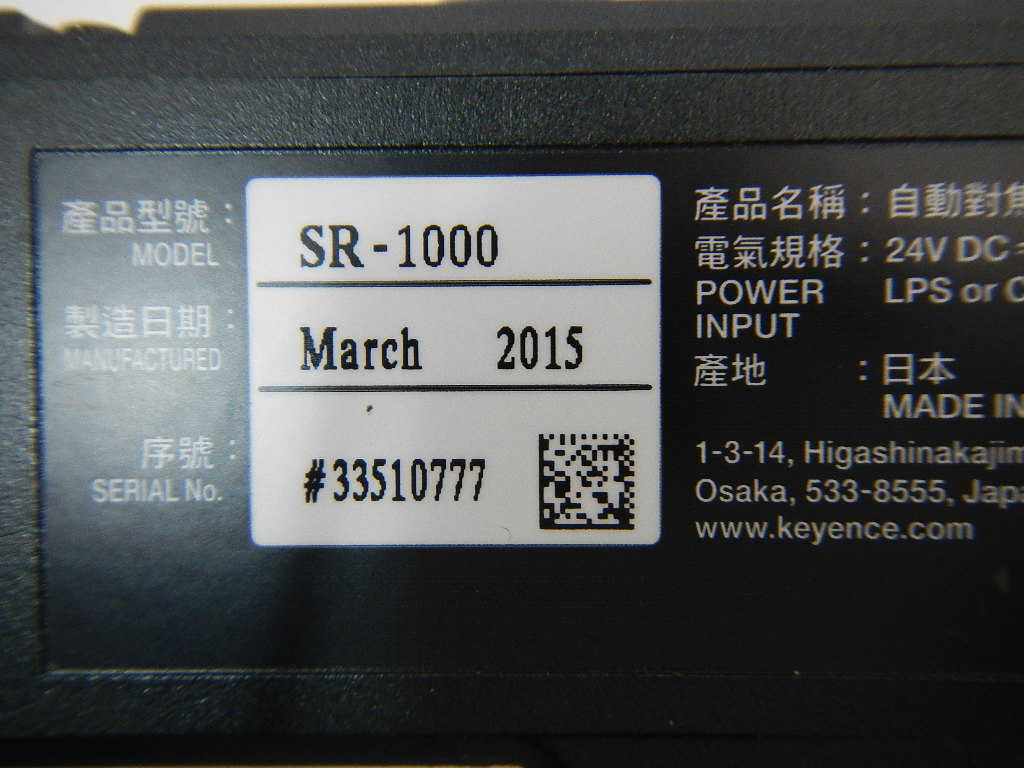 產品型號：
MODEL
SR-1000
製造日期：
MANUFACTURED
March 2015
序號：
SERIAL No.
#33510777
產品名稱：自動對
電氣規格：24V DC
POWER LPS or
INPUT
產地：日本
MADE IN
1-3-14, Higashinakajim
Osaka, 533-8555, Japa
www.keyence.com